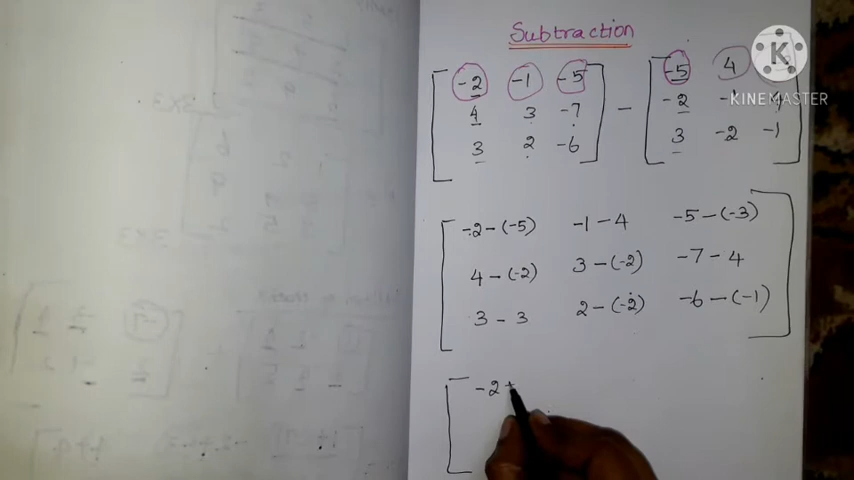 Subtraction
-2 -1 -5 - -5 4
4 3 -7 -2
3 2 -6 3 -2 -1
-2-(-5) -1-4 -5-(-3)
4-(-2) 3-(-2) -7-4
3-3 2-(-2) -6-(-1)
-2+
K
KINEMASTER